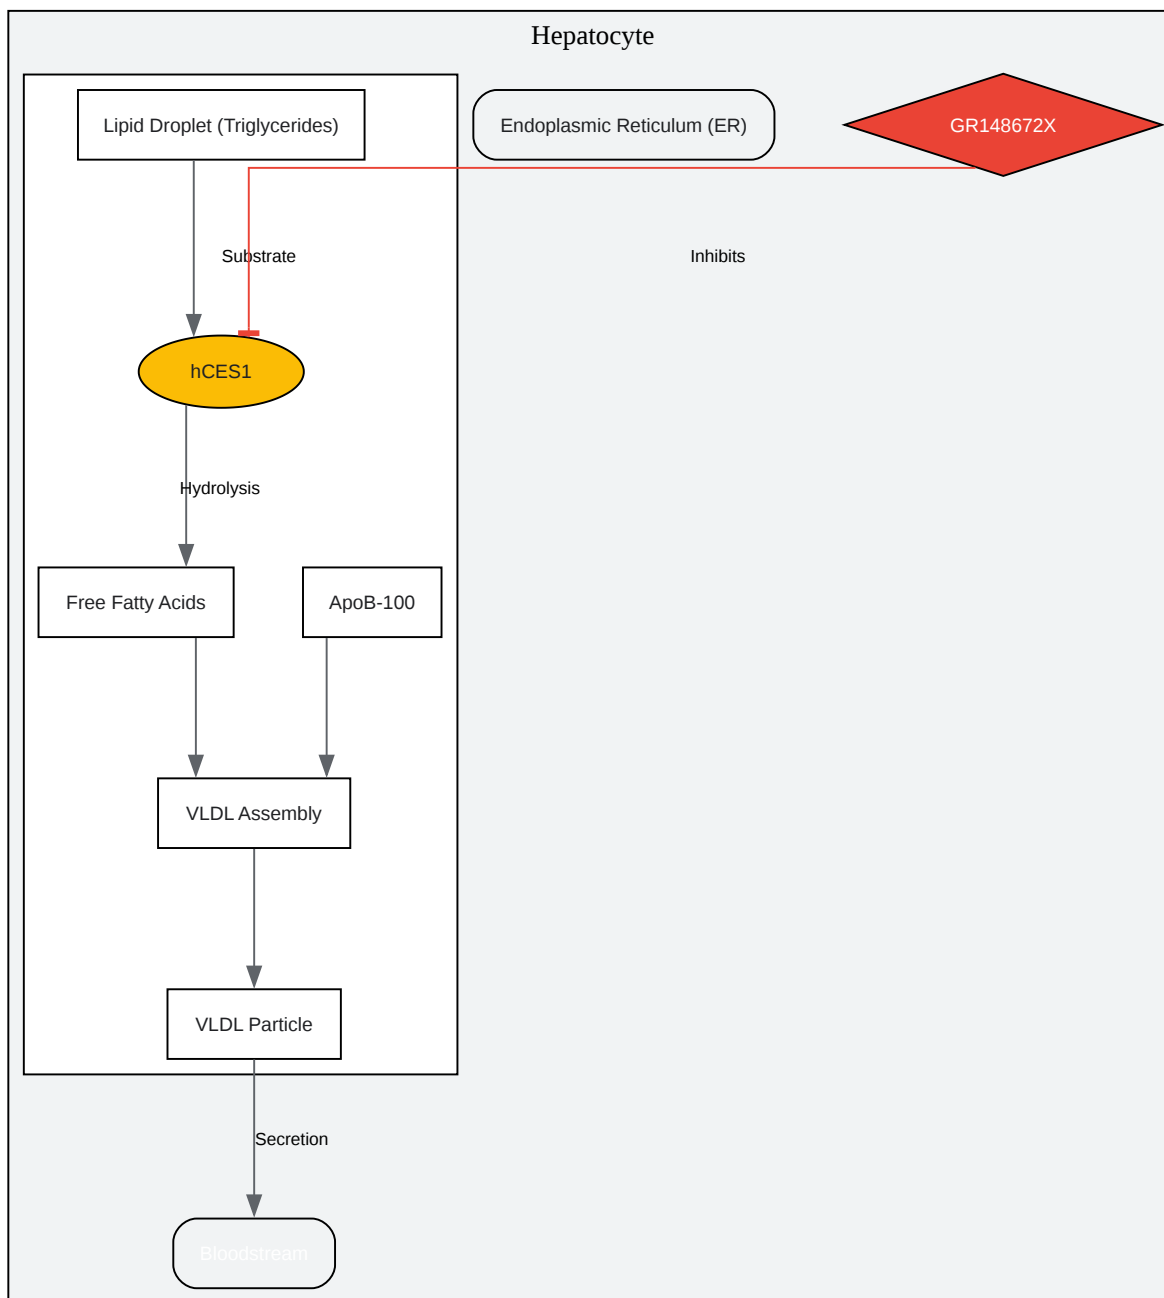 Hepatocyte
Lipid Droplet (Triglycerides)
Endoplasmic Reticulum (ER)
GR148672X
Substrate
Inhibits
hCES1
Hydrolysis
Free Fatty Acids
ApoB-100
VLDL Assembly
VLDL Particle
Secretion
Bloodstream